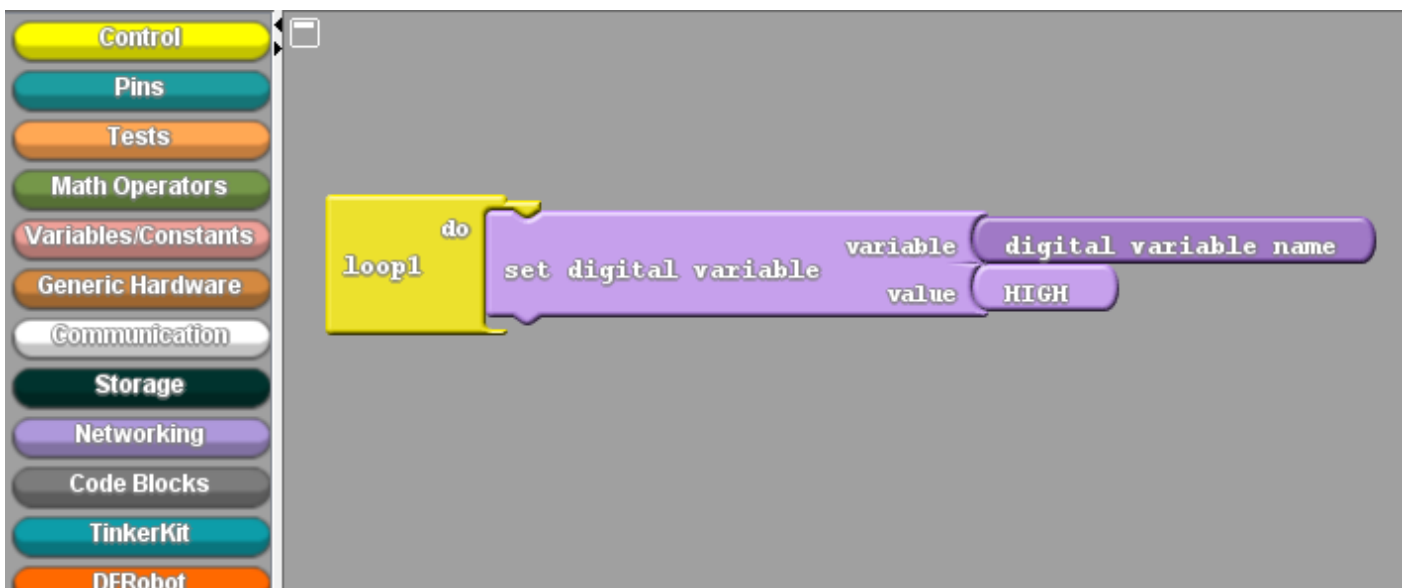 Control
Pins
Tests
Math Operators
Variables/Constants
Generic Hardware
Communication
Storage
Networking
Code Blocks
TinkerKit
DFRobot
loop1
do
set digital variable
variable
digital variable name
value
HIGH